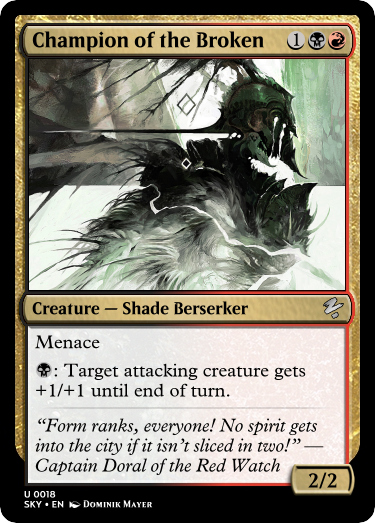 Champion of the Broken 1
Creature — Shade Berserker
Menace
: Target attacking creature gets
+1/+1 until end of turn.
“Form ranks, everyone! No spirit gets
into the city if it isn't sliced in two!” —
Captain Doral of the Red Watch
2/2
U 0018
SKY • EN Dominik Mayer